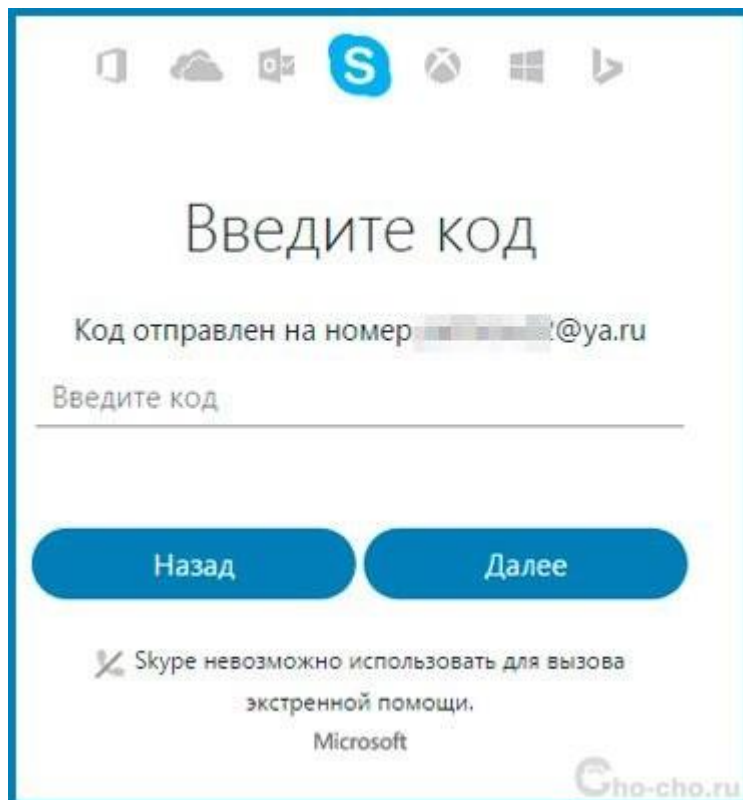 Введите код
Код отправлен на номер @ya.ru
Введите код
Назад Далее
Skype невозможно использовать для вызова
экстренной помощи.
Microsoft
Cho-cho.ru